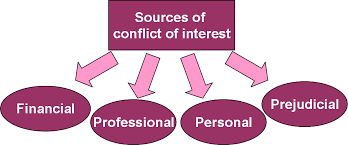 Sources of
conflict of interest
Financial
Professional
Personal
Prejudicial